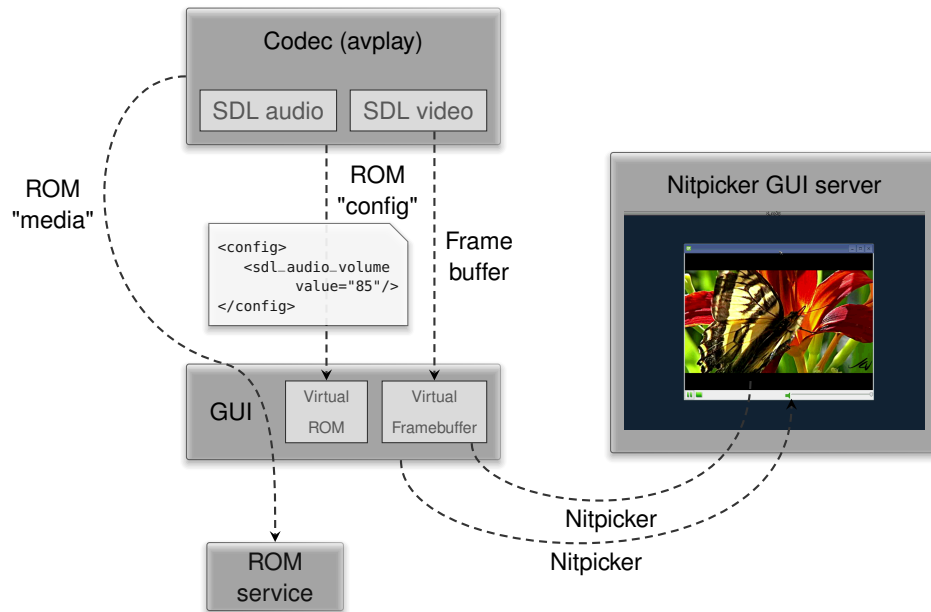 Codec (avplay)
SDL audio
SDL video
ROM
"media"
ROM
"config"
Frame
buffer
<config>
<sdl_audio_volume
value="85"/>
</config>
GUI
Virtual
ROM
Virtual
Framebuffer
ROM
service
Nitpicker GUI server
Nitpicker
Nitpicker